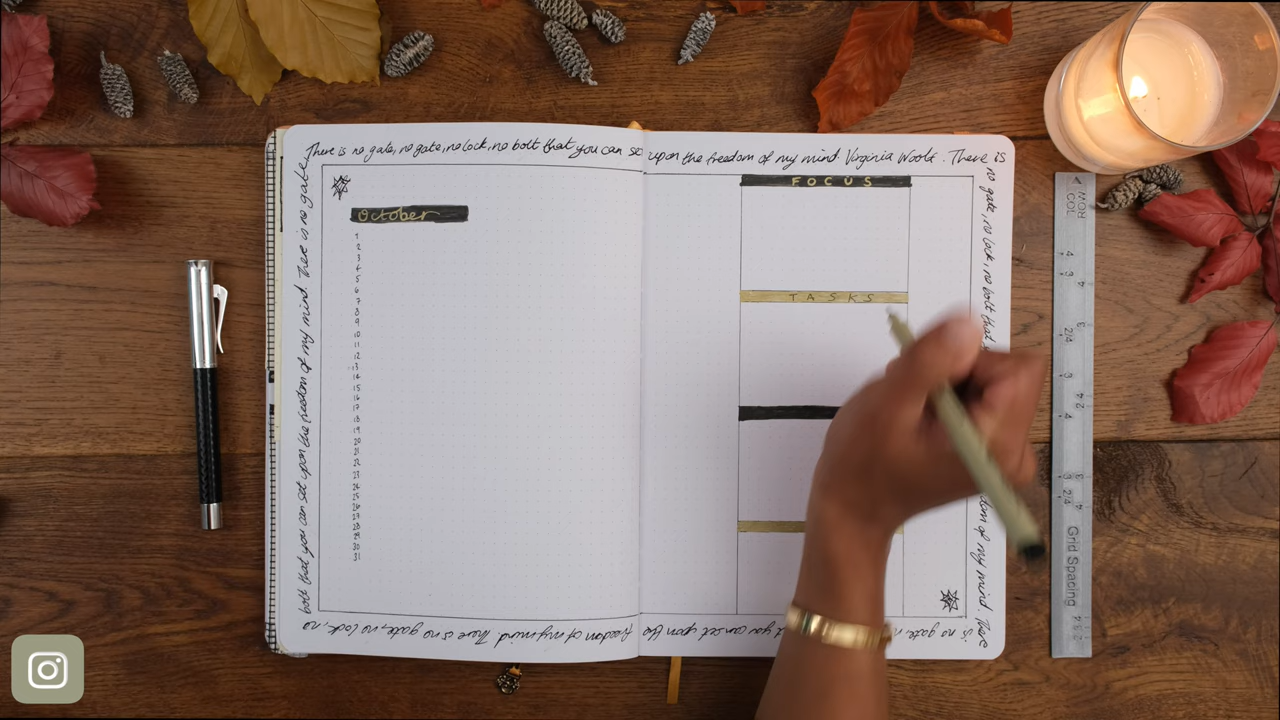 There is no gate, no gate, no lock, no bolt that you can set upon the freedom of my mind. Virginia Woolf. There is
no gate, no lock, no bolt that
dom of my mind. There
is no gate, n
t you can set upon the
freedom of my mind. There is no gate, no lock, no
bolt that you can set upon the freedom of my mind. There is no gate
October
1
2
3
4
5
6
7
8
9
10
11
12
13
14
15
16
17
18
19
20
21
22
23
24
25
26
27
28
29
30
31
FOCUS
TASKS
Grid Spacing